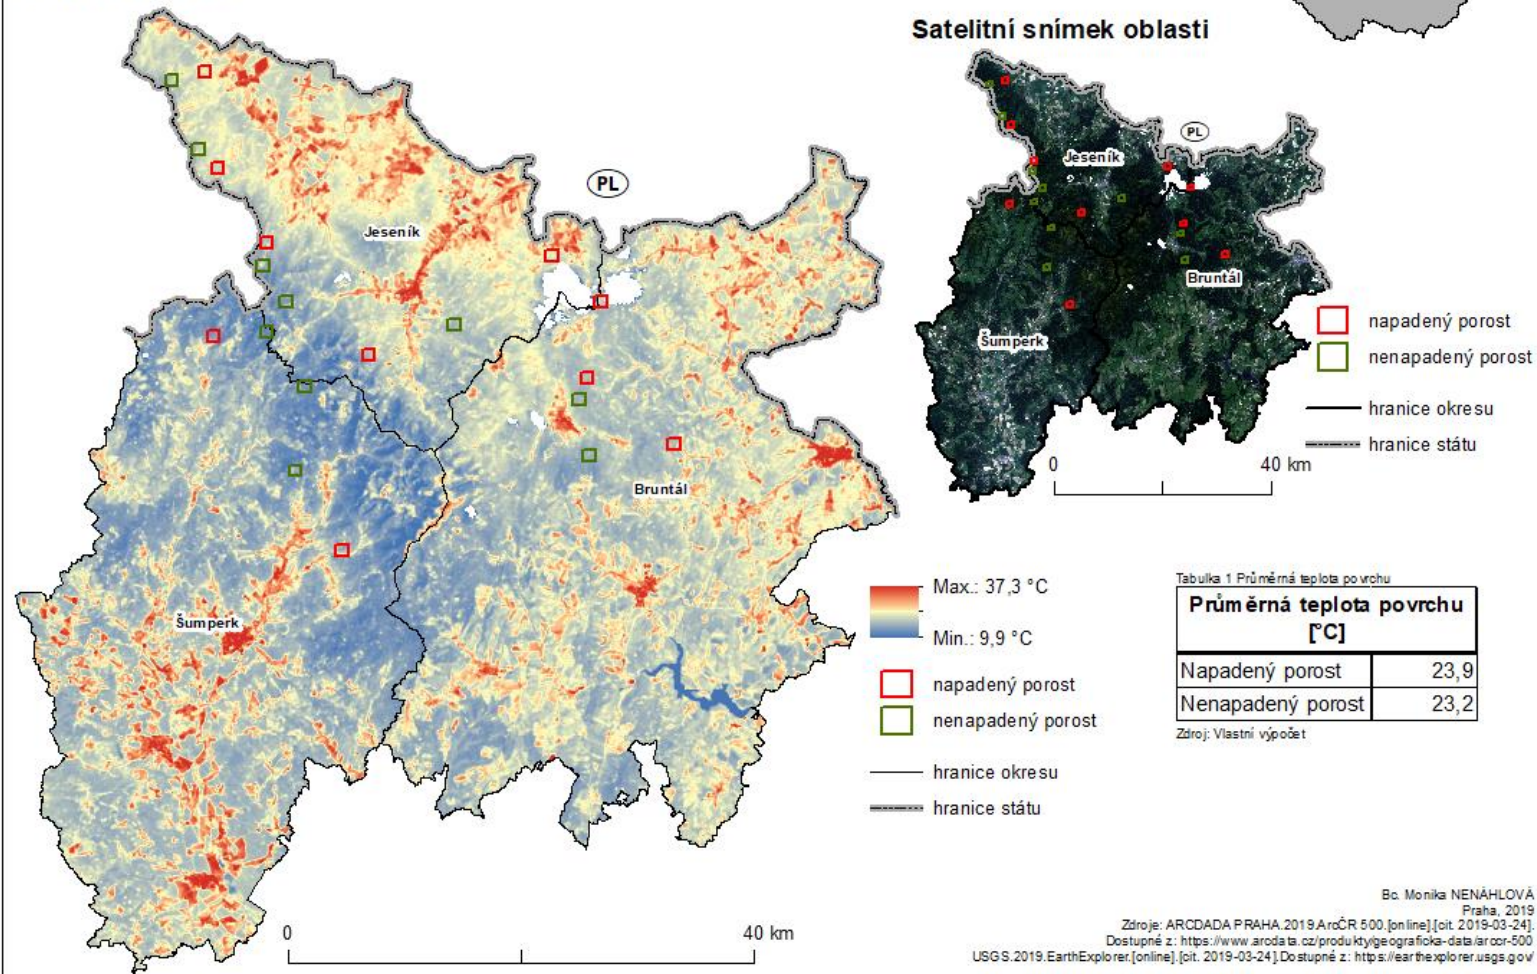 Satelitní snímek oblasti
PL
Jeseník
Bruntál
Šumperk
napadený porost
nenapadený porost
hranice okresu
hranice státu
0 40 km
PL
Jeseník
Bruntál
Šumperk
Max.: 37,3 °C
Min.: 9,9 °C
napadený porost
nenapadený porost
hranice okresu
hranice státu
0 40 km
Tabulka 1 Průměrná teplota povrchu
Průměrná teplota povrchu
[°C]
Napadený porost 23,9
Nenapadený porost 23,2
Zdroj: Vlastní výpočet
Bc. Monika NENÁHLOVÁ
Praha, 2019
Zdroje: ARCDADA PRAHA.2019.ArcČR 500.[online].[cit. 2019-03-24].
Dostupné z: https://www.arcdata.cz/produkty/geograficka-data/arccr-500
USGS.2019.EarthExplorer.[online].[cit. 2019-03-24].Dostupné z: https://earthexplorer.usgs.gov/